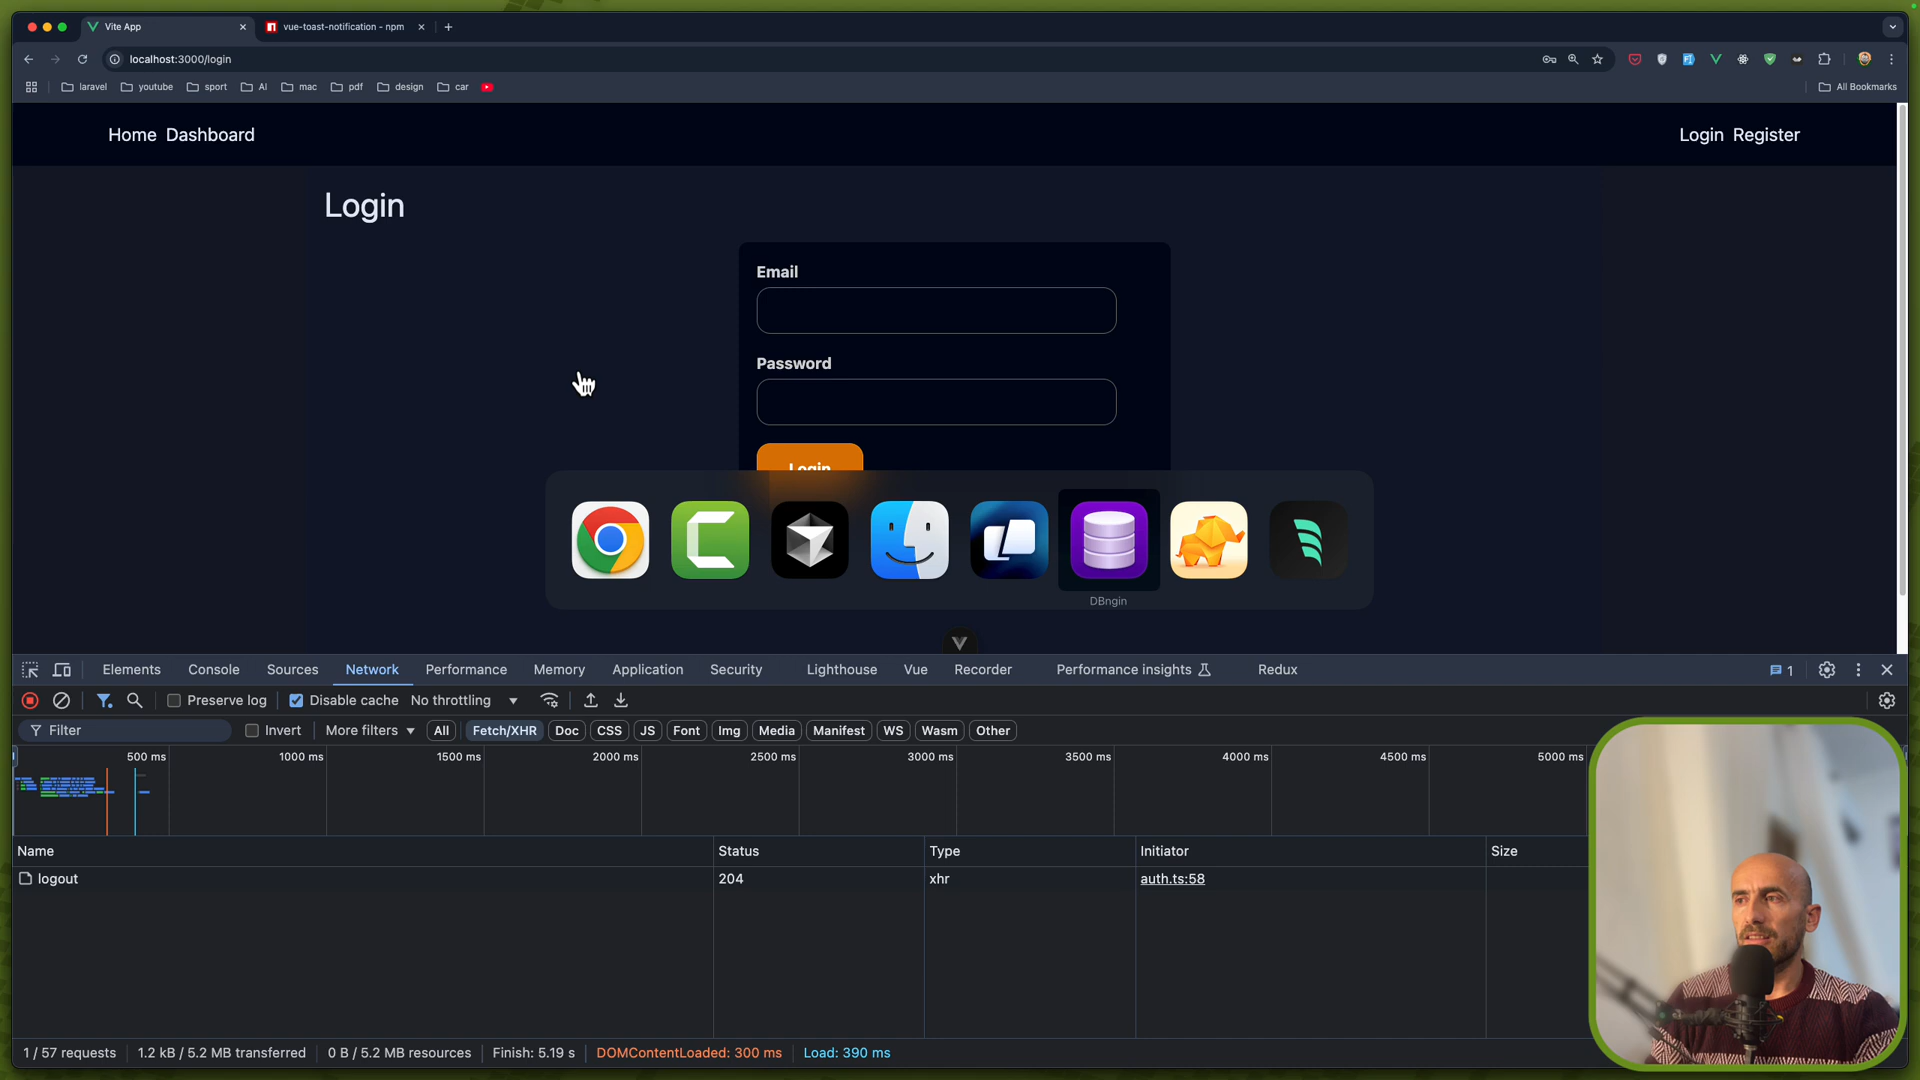 Vite App
vue-toast-notification - npm
localhost:3000/login
laravel youtube sport AI mac pdf design car All Bookmarks
Home Dashboard Login Register
Login
Email
Password
Login
DBngin
Elements Console Sources Network Performance Memory Application Security Lighthouse Vue Recorder Performance insights Redux 1
Preserve log Disable cache No throttling
Filter Invert More filters All Fetch/XHR Doc CSS JS Font Img Media Manifest WS Wasm Other
500 ms 1000 ms 1500 ms 2000 ms 2500 ms 3000 ms 3500 ms 4000 ms 4500 ms 5000 ms
Name Status Type Initiator Size
logout 204 xhr auth.ts:58
1 / 57 requests 1.2 kB / 5.2 MB transferred 0 B / 5.2 MB resources Finish: 5.19 s DOMContentLoaded: 300 ms Load: 390 ms